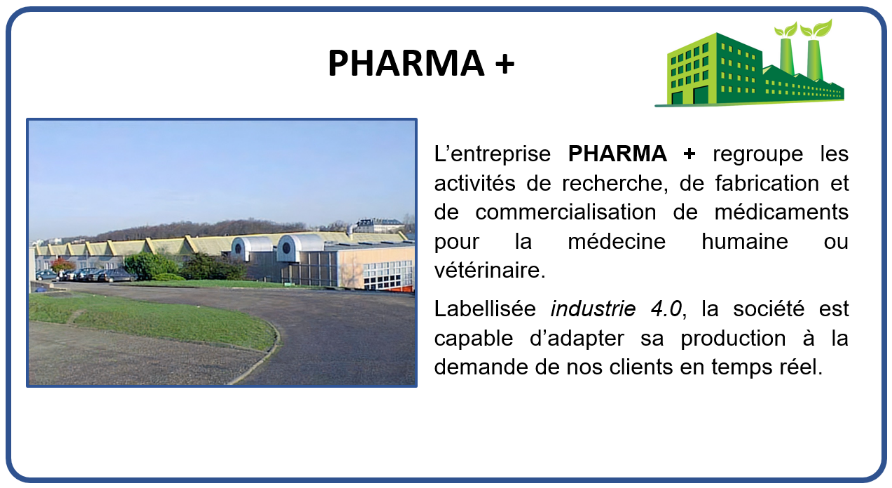 PHARMA +
L’entreprise PHARMA + regroupe les
activités de recherche, de fabrication et
de commercialisation de médicaments
pour la médecine humaine ou
vétérinaire.
Labellisée industrie 4.0, la société est
capable d’adapter sa production à la
demande de nos clients en temps réel.